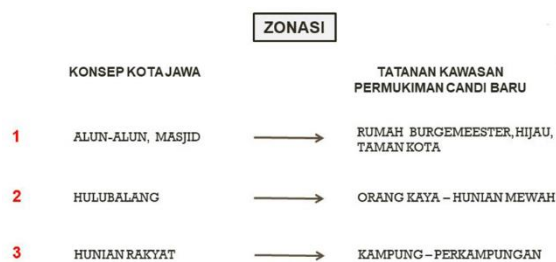 ZONASI
KONSEP KOTA JAWA
TATANAN KAWASAN
PERMUKIMAN CANDI BARU
1 ALUN-ALUN, MASJID
RUMAH BURGEMEESTER, HIJAU,
TAMAN KOTA
2 HULUBALANG
ORANG KAYA – HUNIAN MEWAH
3 HUNIAN RAKYAT
KAMPUNG – PERKAMPUNGAN